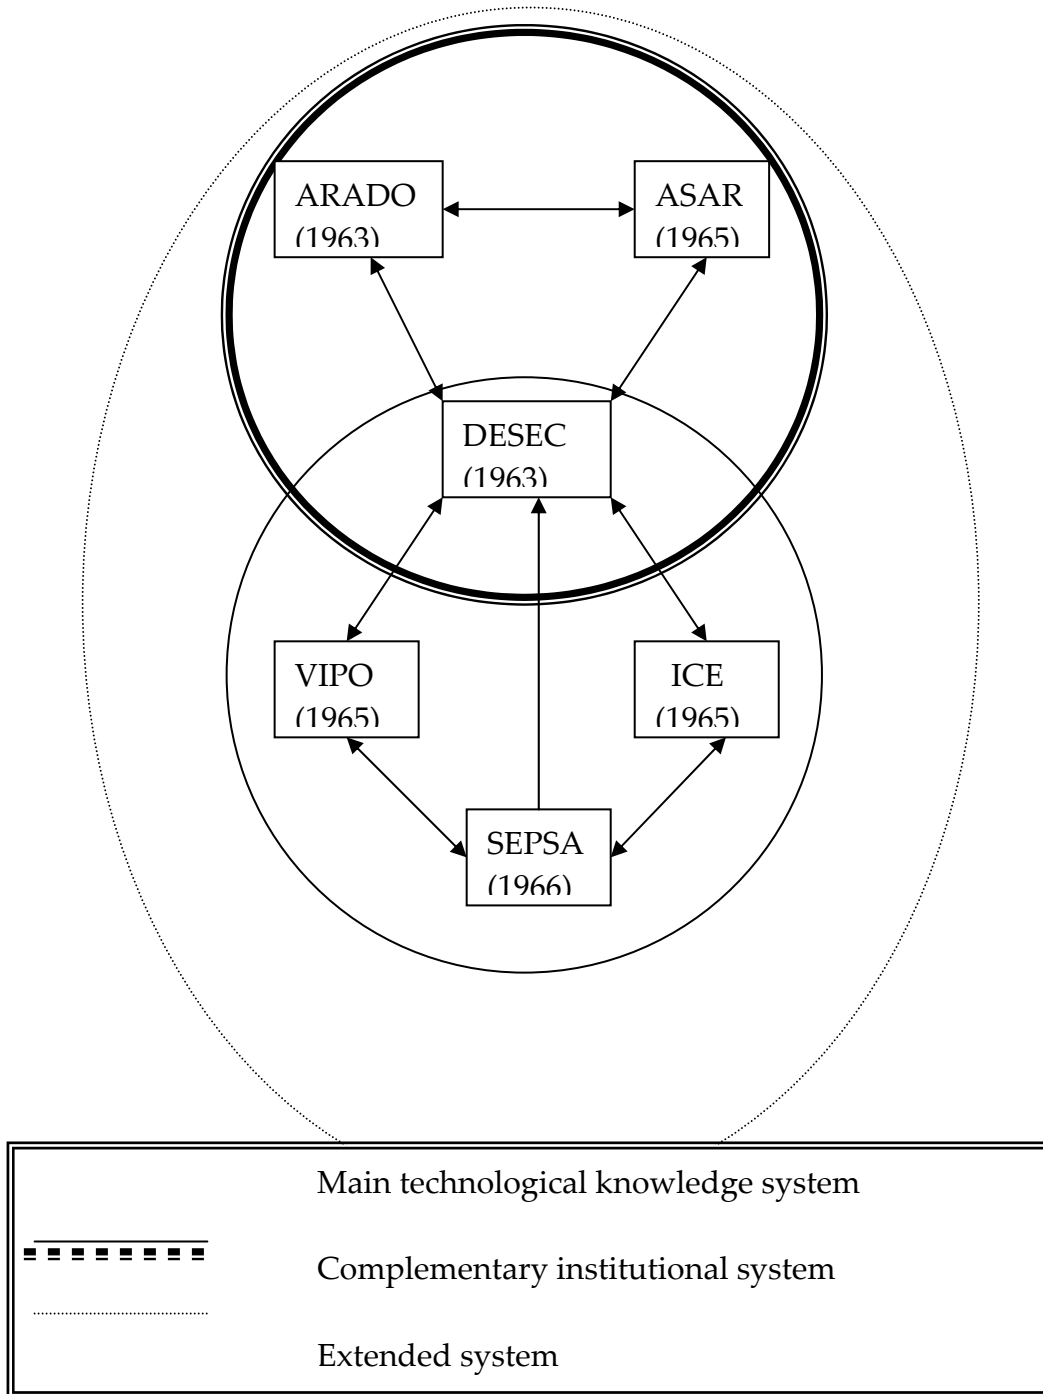 ARADO
(1963)
ASAR
(1965)
DESEC
(1963)
VIPO
(1965)
ICE
(1965)
SEPSA
(1966)
Main technological knowledge system
Complementary institutional system
Extended system